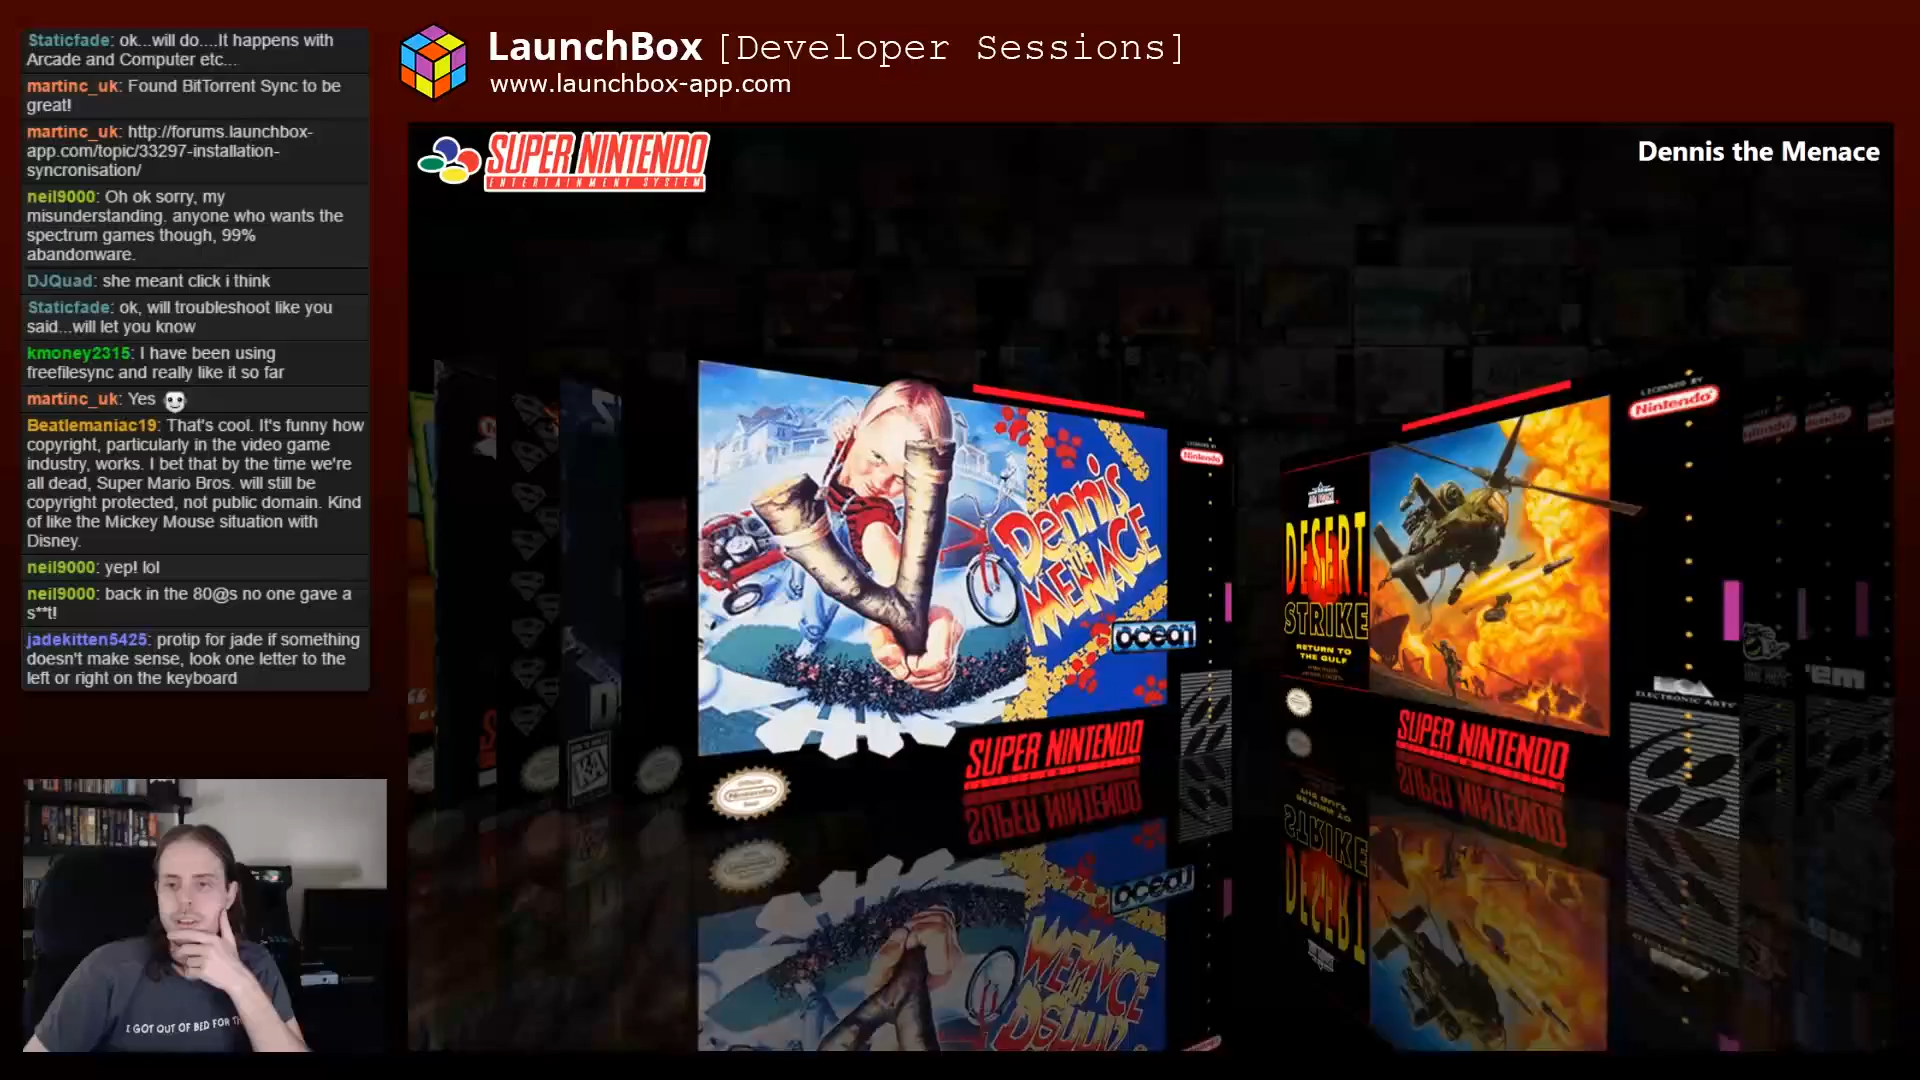 Staticfade: ok...will do....It happens with
Arcade and Computer etc...
martinc_uk: Found BitTorrent Sync to be
great!
martinc_uk: http://forums.launchbox-
app.com/topic/33297-installation-
syncronisation/
neil9000: Oh ok sorry, my
misunderstanding. anyone who wants the
spectrum games though, 99%
abandonware.
DJQuad: she meant click i think
Staticfade: ok, will troubleshoot like you
said...will let you know
kmoney2315: I have been using
freefilesync and really like it so far
martinc_uk: Yes
Beatlemaniac19: That's cool. It's funny how
copyright, particularly in the video game
industry, works. I bet that by the time we're
all dead, Super Mario Bros. will still be
copyright protected, not public domain. Kind
of like the Mickey Mouse situation with
Disney.
neil9000: yep! lol
neil9000: back in the 80@s no one gave a
s**t!
jadekitten5425: protip for jade if something
doesn't make sense, look one letter to the
left or right on the keyboard
LaunchBox [Developer Sessions]
www.launchbox-app.com
SUPER NINTENDO
ENTERTAINMENT SYSTEM
Dennis the Menace
Dennis
the
MENACE
ocean
Nintendo
SUPER NINTENDO
Nintendo
DESERT
STRIKE
RETURN TO
THE GULF
SUPER NINTENDO
LICENSED BY
Nintendo
ELECTRONIC ARTS
'EM
KA
I GOT OUT OF BED FOR